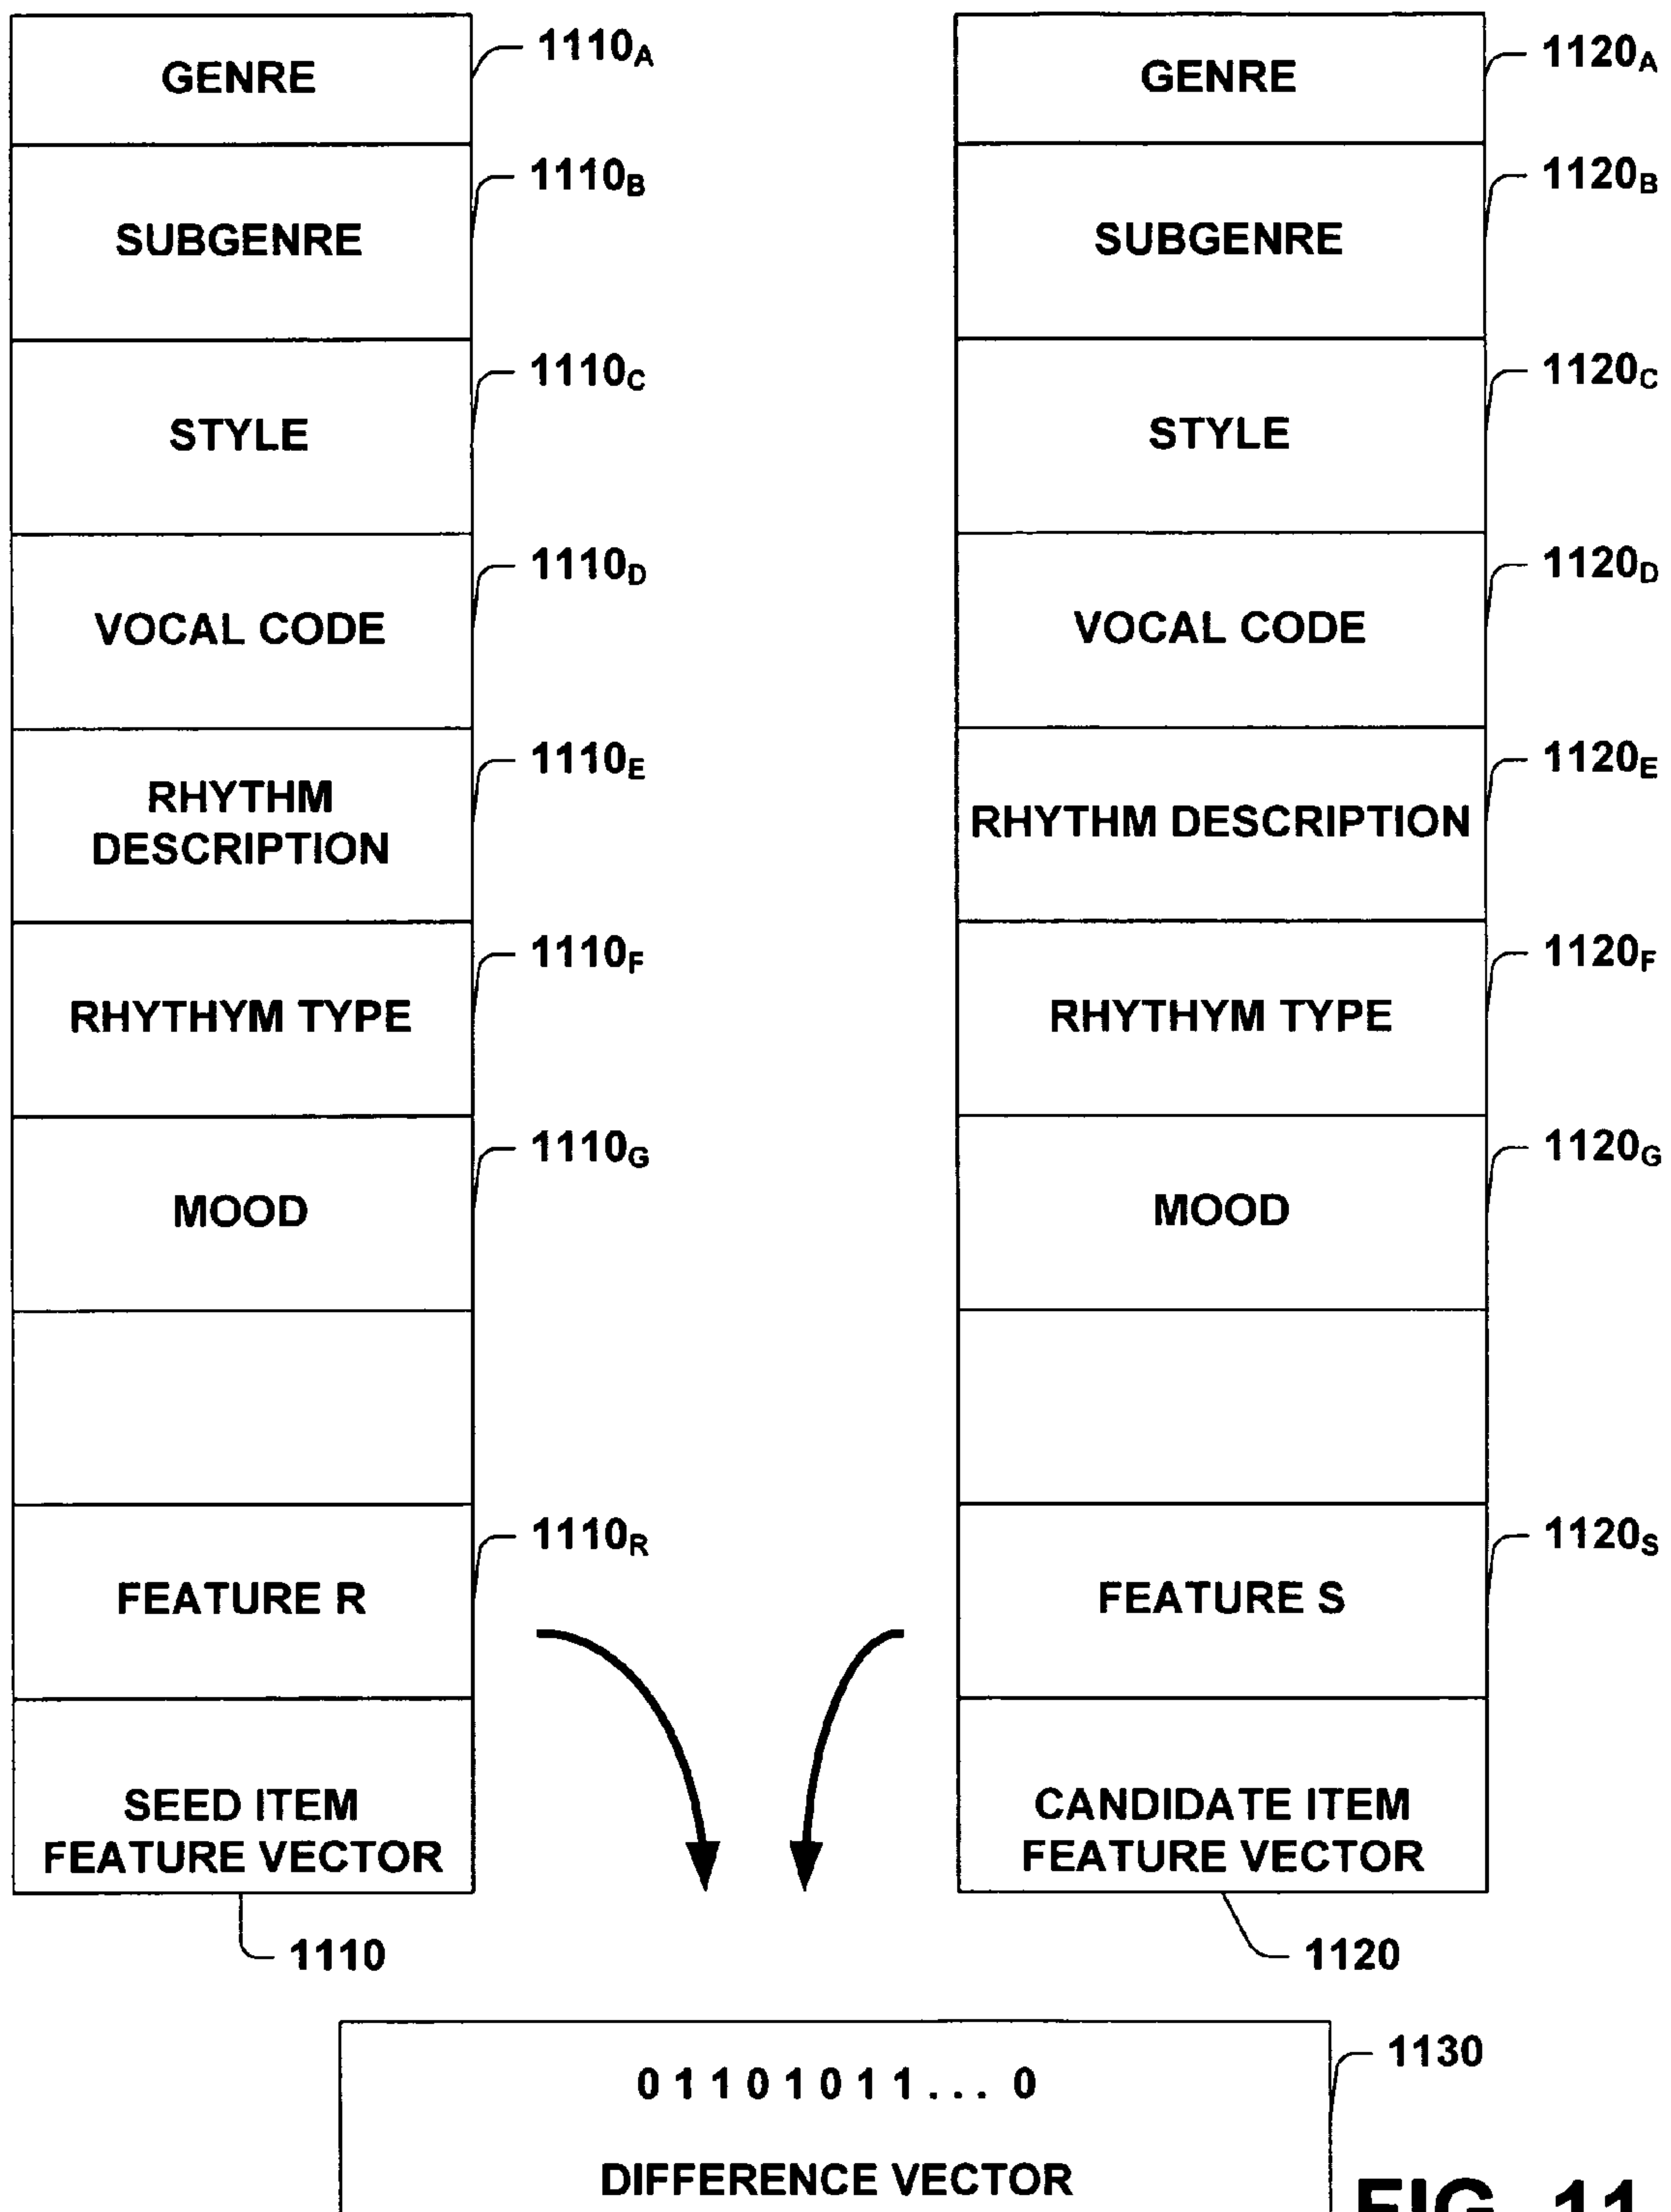 GENRE
1110A
SUBGENRE
1110B
STYLE
1110C
VOCAL CODE
1110D
RHYTHM
DESCRIPTION
1110E
RHYTHYM TYPE
1110F
MOOD
1110G
FEATURE R
1110R
SEED ITEM
FEATURE VECTOR
1110
GENRE
1120A
SUBGENRE
1120B
STYLE
1120C
VOCAL CODE
1120D
RHYTHM DESCRIPTION
1120E
RHYTHYM TYPE
1120F
MOOD
1120G
FEATURE S
1120S
CANDIDATE ITEM
FEATURE VECTOR
1120
0 1 1 0 1 0 1 1 . . . 0
DIFFERENCE VECTOR
1130
FIG. 11